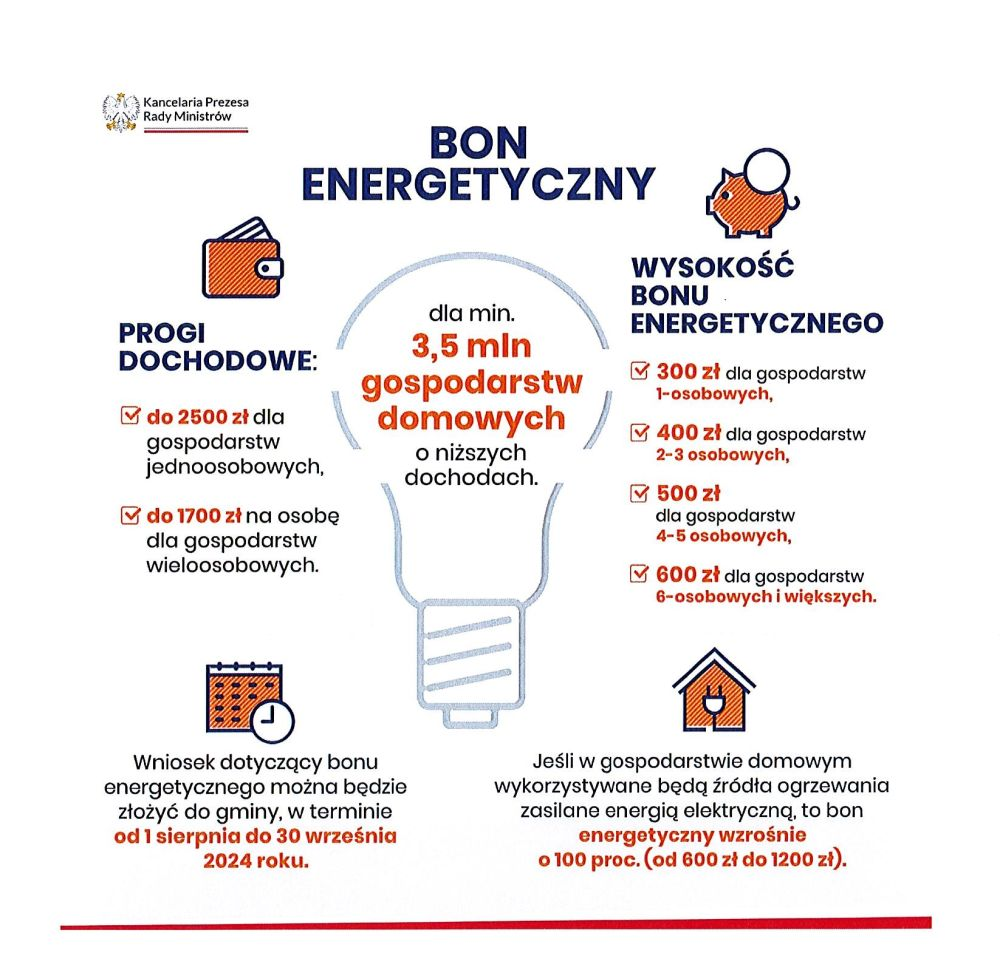 Kancelaria Prezesa
Rady Ministrów
BON
ENERGETYCZNY
PROGI
DOCHODOWE:
do 2500 zł dla
gospodarstw
jednoosobowych,
do 1700 zł na osobę
dla gospodarstw
wieloosobowych.
dla min.
3,5 mln
gospodarstw
domowych
o niższych
dochodach.
WYSOKOŚĆ
BONU
ENERGETYCZNEGO
300 zł dla gospodarstw
1-osobowych,
400 zł dla gospodarstw
2-3 osobowych,
500 zł
dla gospodarstw
4-5 osobowych,
600 zł dla gospodarstw
6-osobowych i większych.
Wniosek dotyczący bonu
energetycznego można będzie
złożyć do gminy, w terminie
od 1 sierpnia do 30 września
2024 roku.
Jeśli w gospodarstwie domowym
wykorzystywane będą źródła ogrzewania
zasilane energią elektryczną, to bon
energetyczny wzrośnie
o 100 proc. (od 600 zł do 1200 zł).